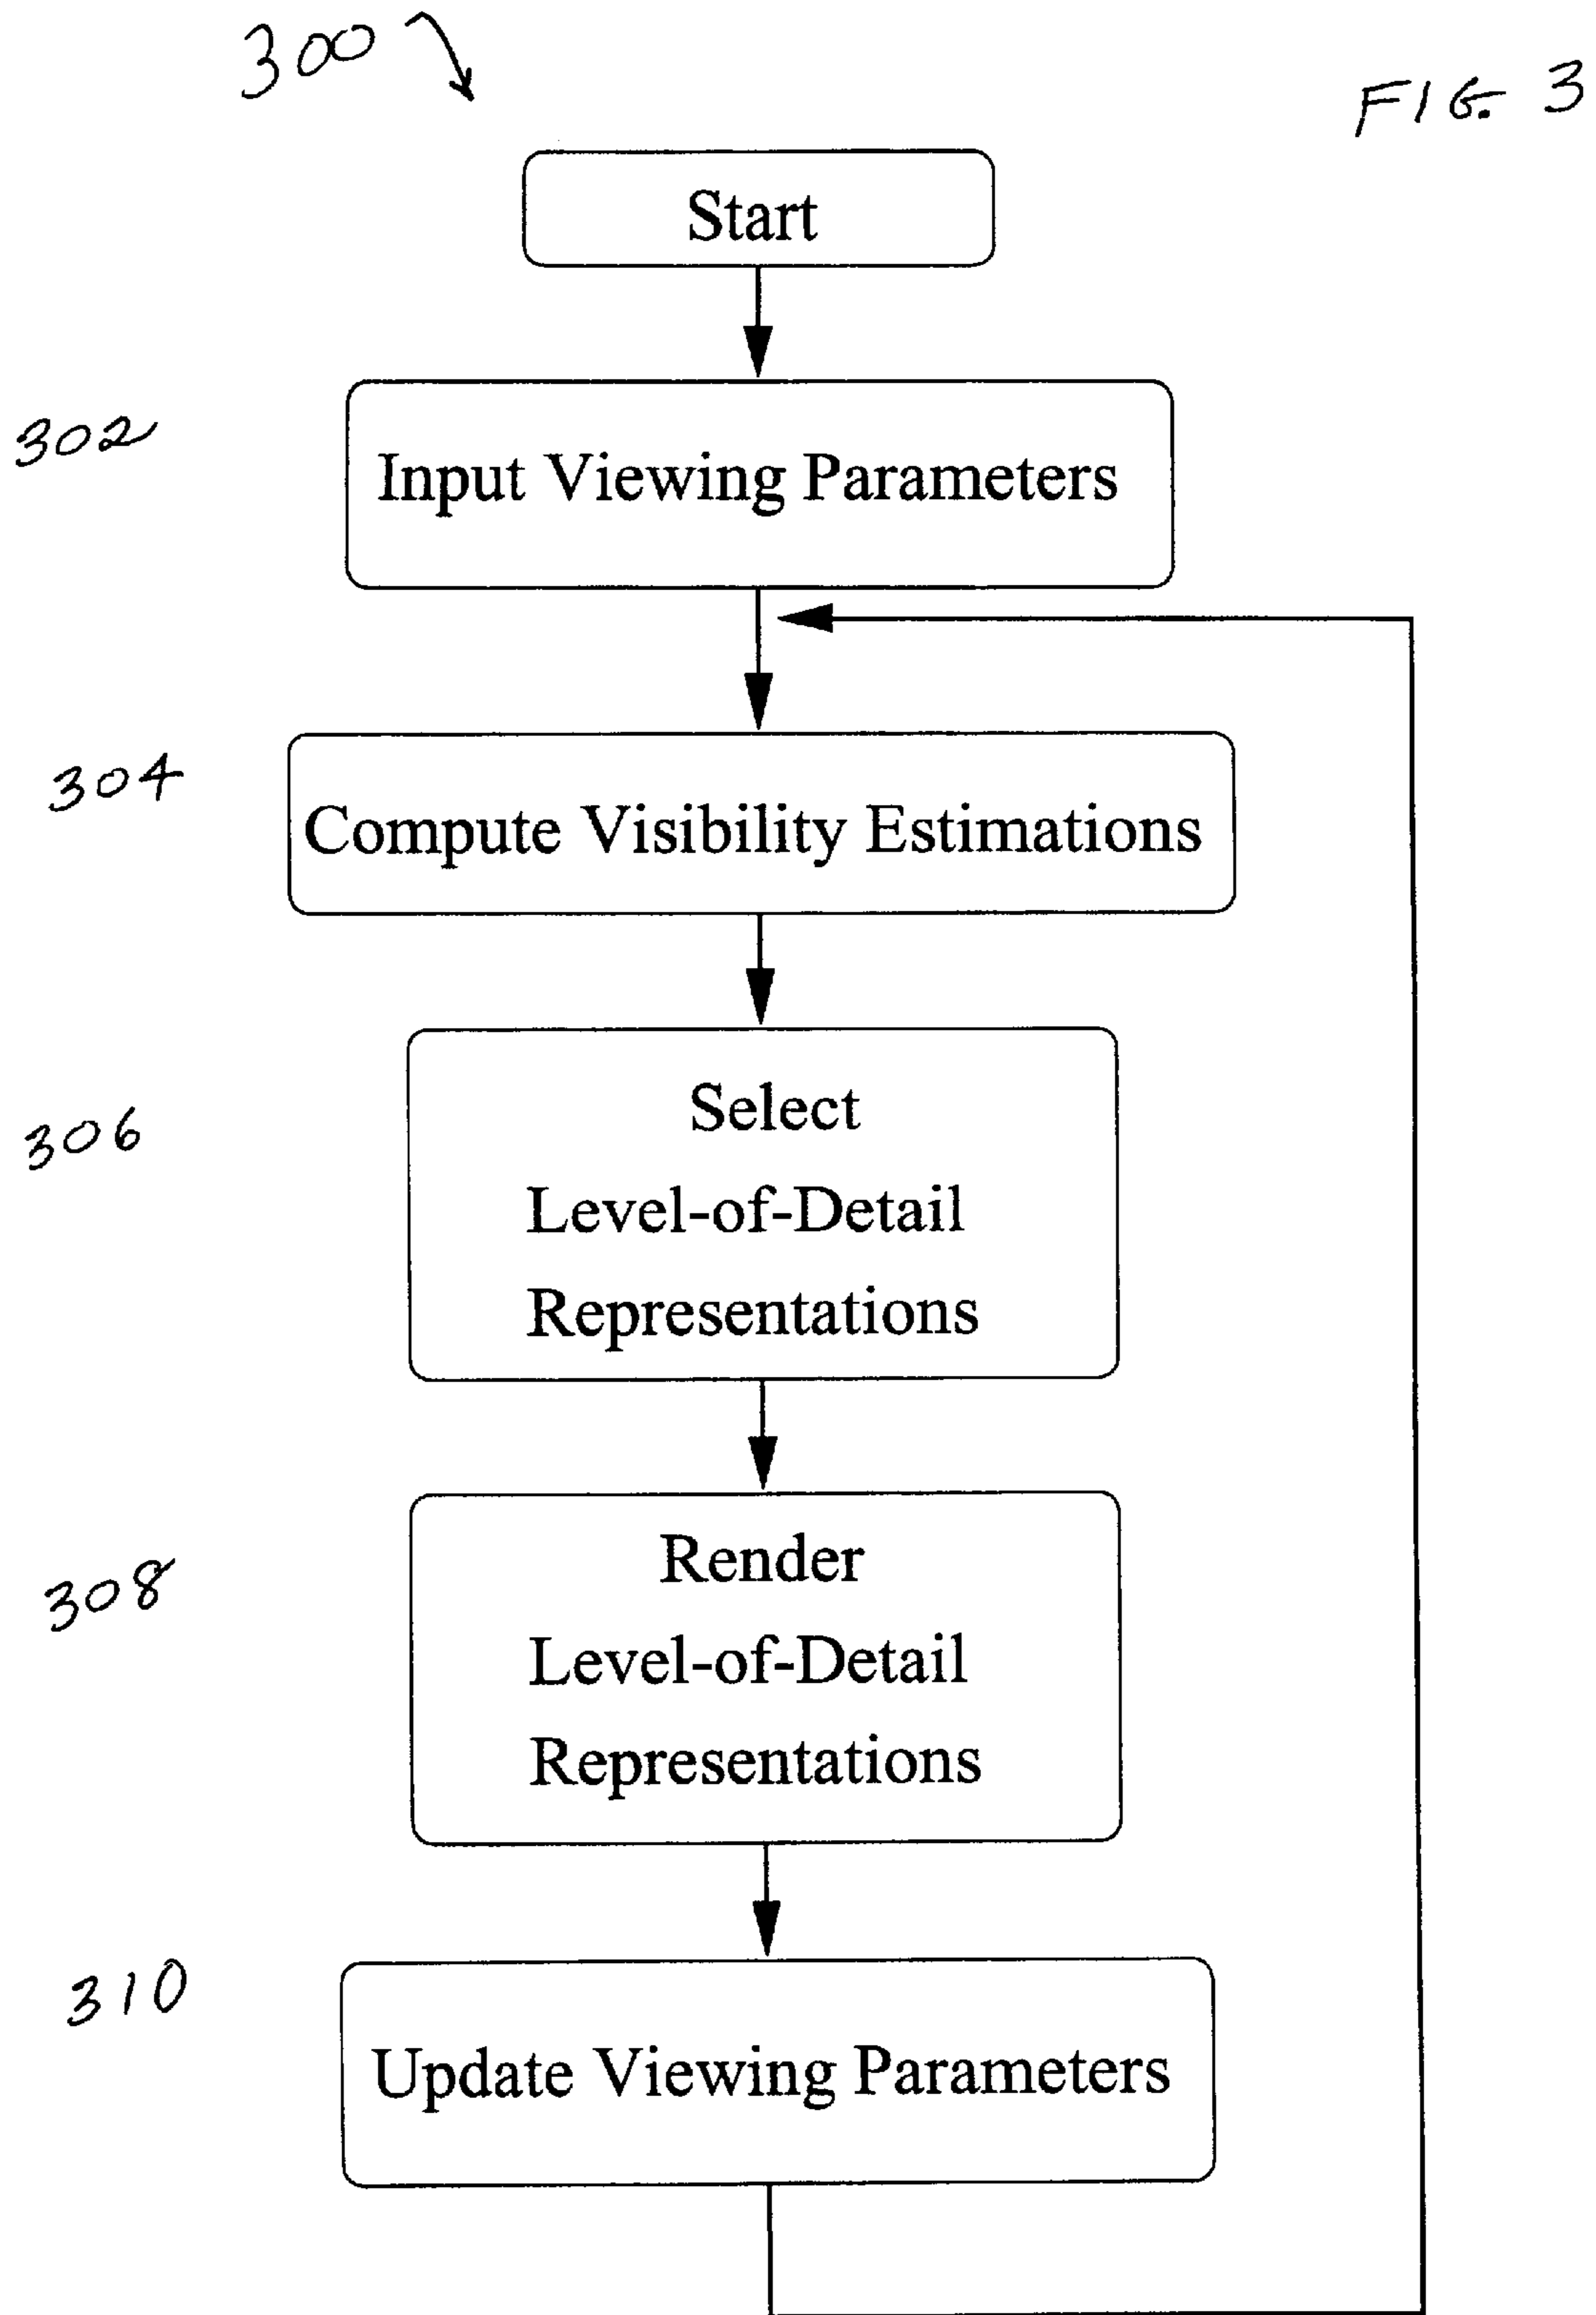 300
FIG. 3
Start
302
Input Viewing Parameters
304
Compute Visibility Estimations
306
Select
Level-of-Detail
Representations
308
Render
Level-of-Detail
Representations
310
Update Viewing Parameters